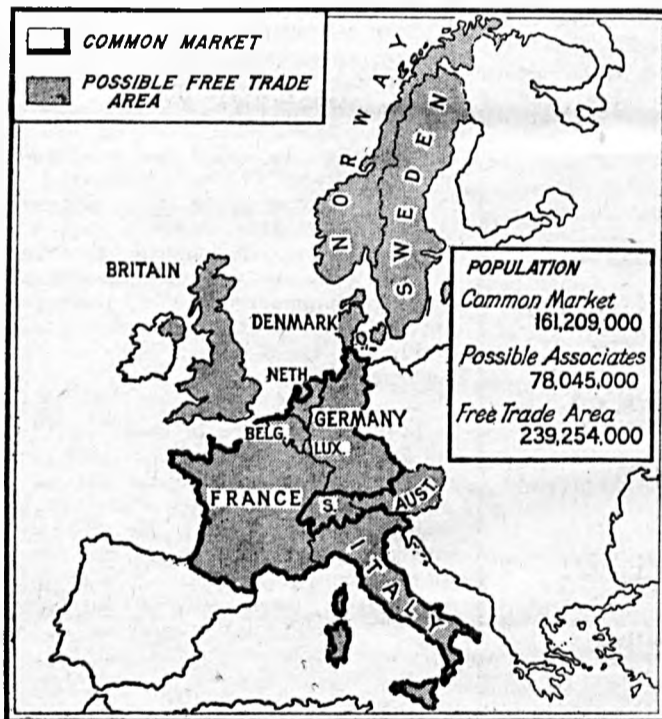 COMMON MARKET
POSSIBLE FREE TRADE
AREA
NORWAY
SWEDEN
BRITAIN
DENMARK
NETH.
GERMANY
BELG.
LUX.
FRANCE
S.
AUST.
ITALY
POPULATION
Common Market
161,209,000
Possible Associates
78,045,000
Free Trade Area
239,254,000